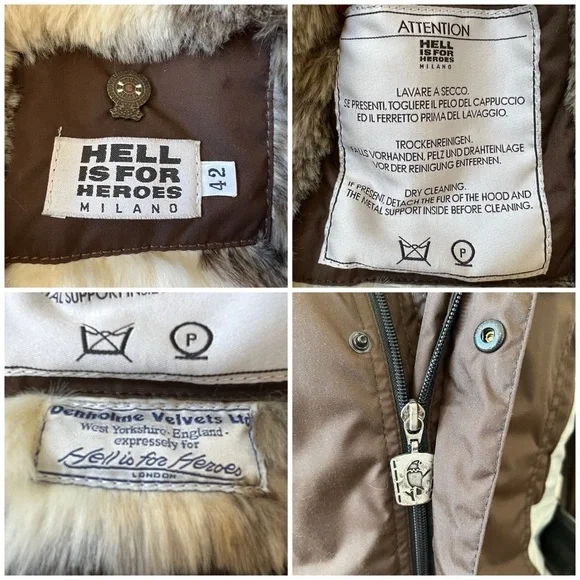 HELL
IS FOR
HEROES
MILANO
42
ATTENTION
HELL
IS FOR
HEROES
MILANO
LAVARE A SECCO.
SE PRESENTI, TOGLIERE IL PELO DEL CAPPUCCIO
ED IL FERRETTO PRIMA DEL LAVAGGIO.
TROCKENREINIGEN.
FALLS VORHANDEN, PELZ UND DRAHTEINLAGE
VOR DER REINIGUNG ENTFERNEN.
DRY CLEANING.
IF PRESENT, DETACH THE FUR OF THE HOOD AND
THE METAL SUPPORT INSIDE BEFORE CLEANING.
P
METAL SUPPORT
P
Denholme Velvets Ltd
West Yorkshire · England ·
expressely for
Hell is for Heroes
LONDON